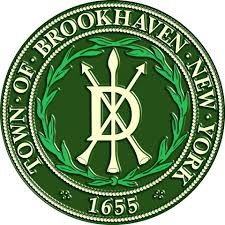 TOWN · OF · BROOKHAVEN · NEW · YORK
D
1655